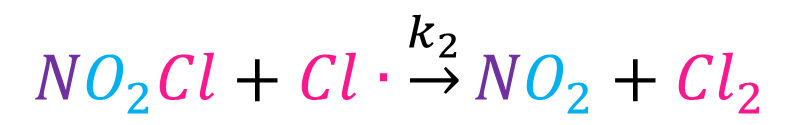 NO₂Cl + Cl · →k₂ NO₂ + Cl₂